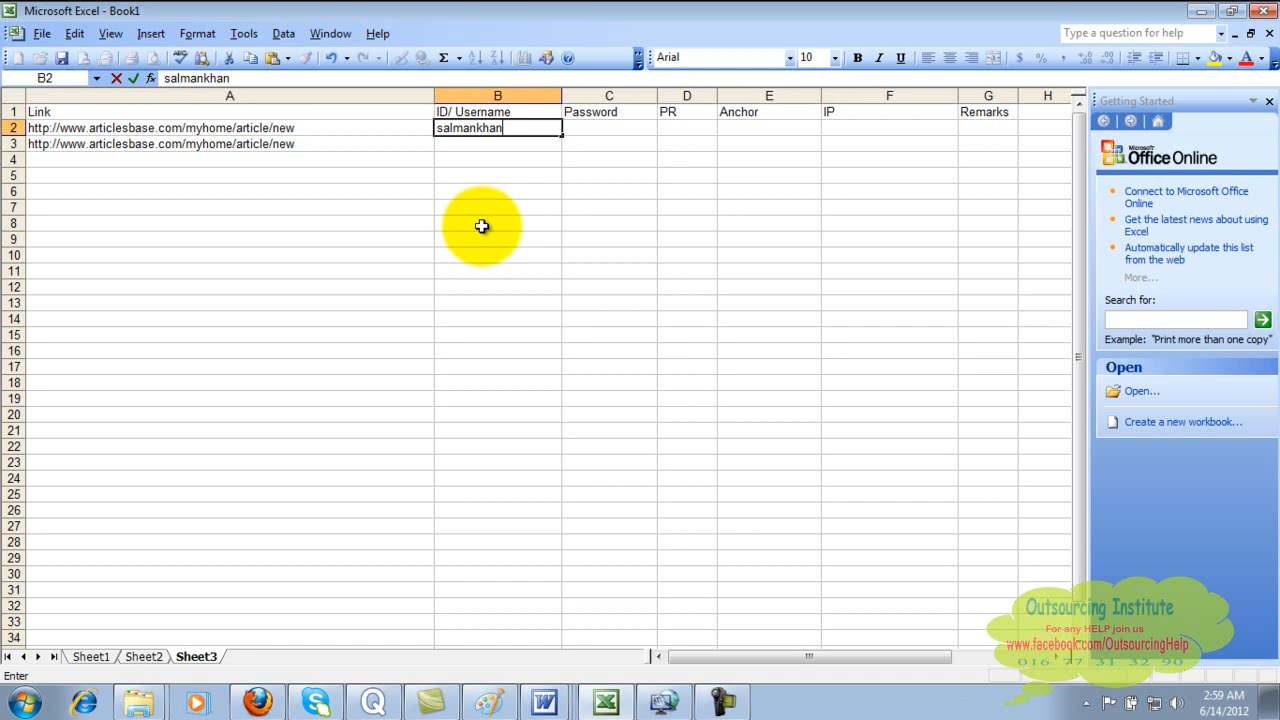 Microsoft Excel - Book1
File Edit View Insert Format Tools Data Window Help
Type a question for help
Arial 10 B I U $ % ,
B2 fx salmankhan
A B C D E F G H
1 Link ID/ Username Password PR Anchor IP Remarks
2 http://www.articlesbase.com/myhome/article/new salmankhan
3 http://www.articlesbase.com/myhome/article/new
4
5
6
7
8
9
10
11
12
13
14
15
16
17
18
19
20
21
22
23
24
25
26
27
28
29
30
31
32
33
34
Getting Started
Microsoft
Office Online
Connect to Microsoft Office
Online
Get the latest news about using
Excel
Automatically update this list
from the web
More...
Search for:
Example: "Print more than one copy"
Open
Open...
Create a new workbook...
Outsourcing Institute
For any HELP join us
www.facebook.com/OutsourcingHelp
016 77 31 32 90
Sheet1 Sheet2 Sheet3
Enter
2:59 AM
6/14/2012